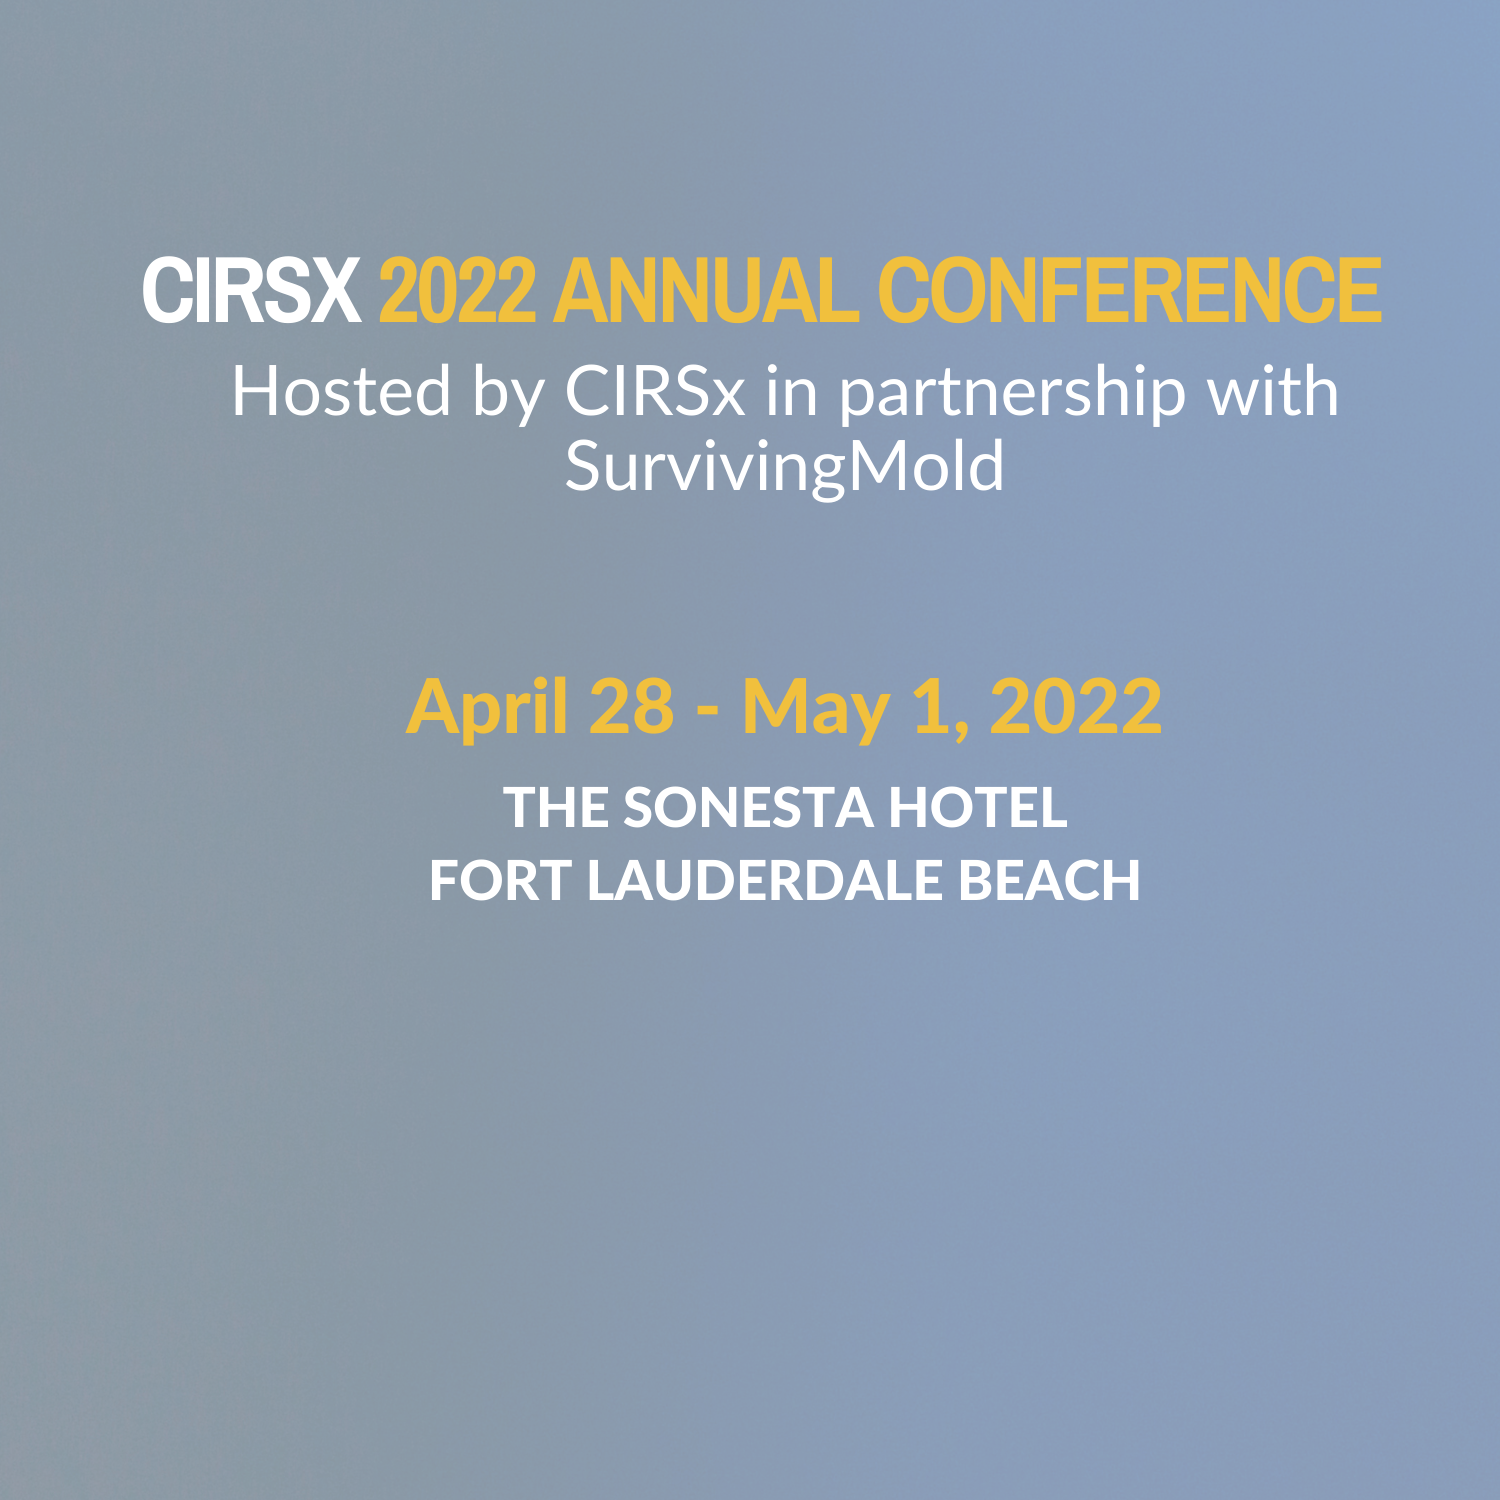 CIRSX 2022 ANNUAL CONFERENCE
Hosted by CIRSx in partnership with
SurvivingMold
April 28 - May 1, 2022
THE SONESTA HOTEL
FORT LAUDERDALE BEACH